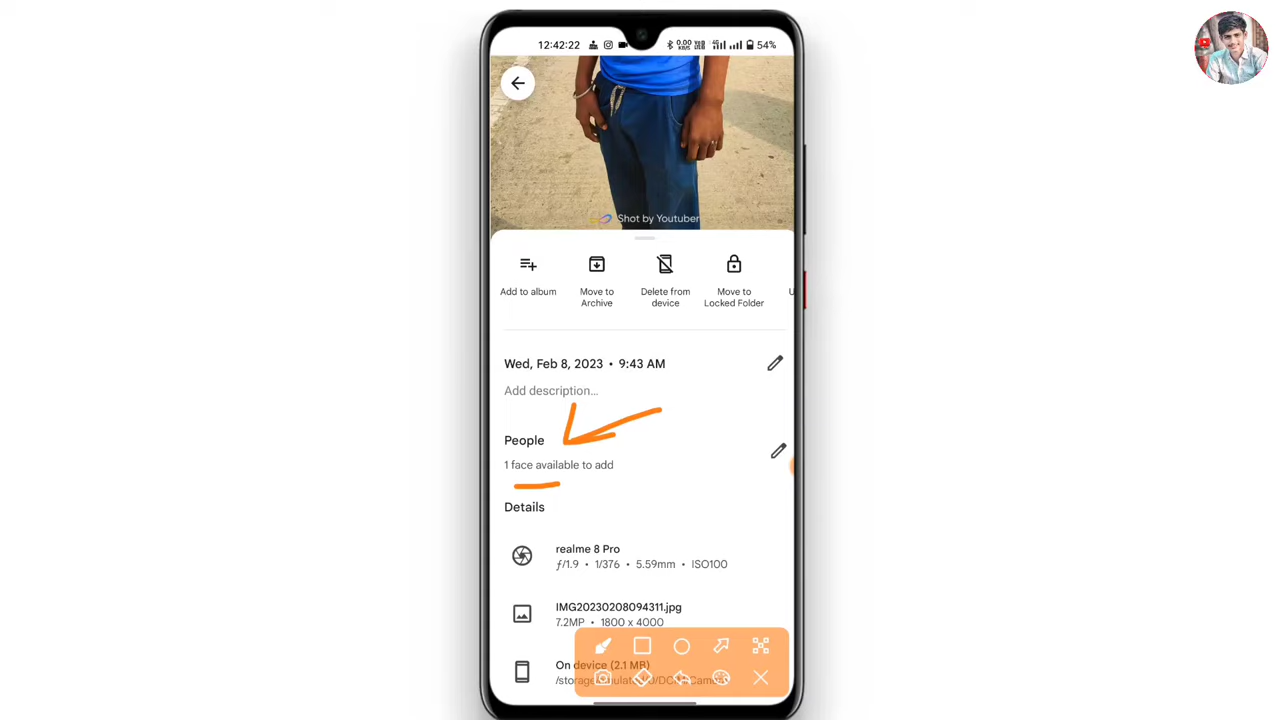 12:42:22
54%
Shot by Youtuber
Add to album
Move to
Archive
Delete from
device
Move to
Locked Folder
U
Wed, Feb 8, 2023 • 9:43 AM
Add description...
People
1 face available to add
Details
realme 8 Pro
ƒ/1.9 • 1/376 • 5.59mm • ISO100
IMG20230208094311.jpg
7.2MP • 1800 x 4000
On device (2.1 MB)